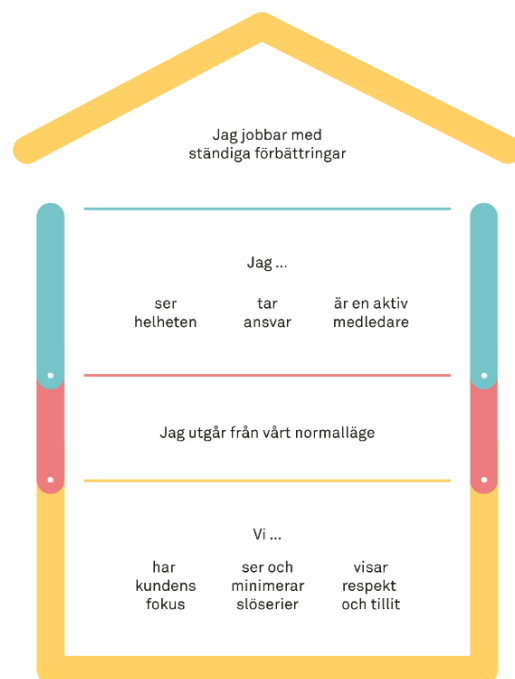 Jag jobbar med
ständiga förbättringar
Jag ...
ser
helheten
tar
ansvar
är en aktiv
medledare
Jag utgår från vårt normalläge
Vi ...
har
kundens
fokus
ser och
minimerar
slöserier
visar
respekt
och tillit